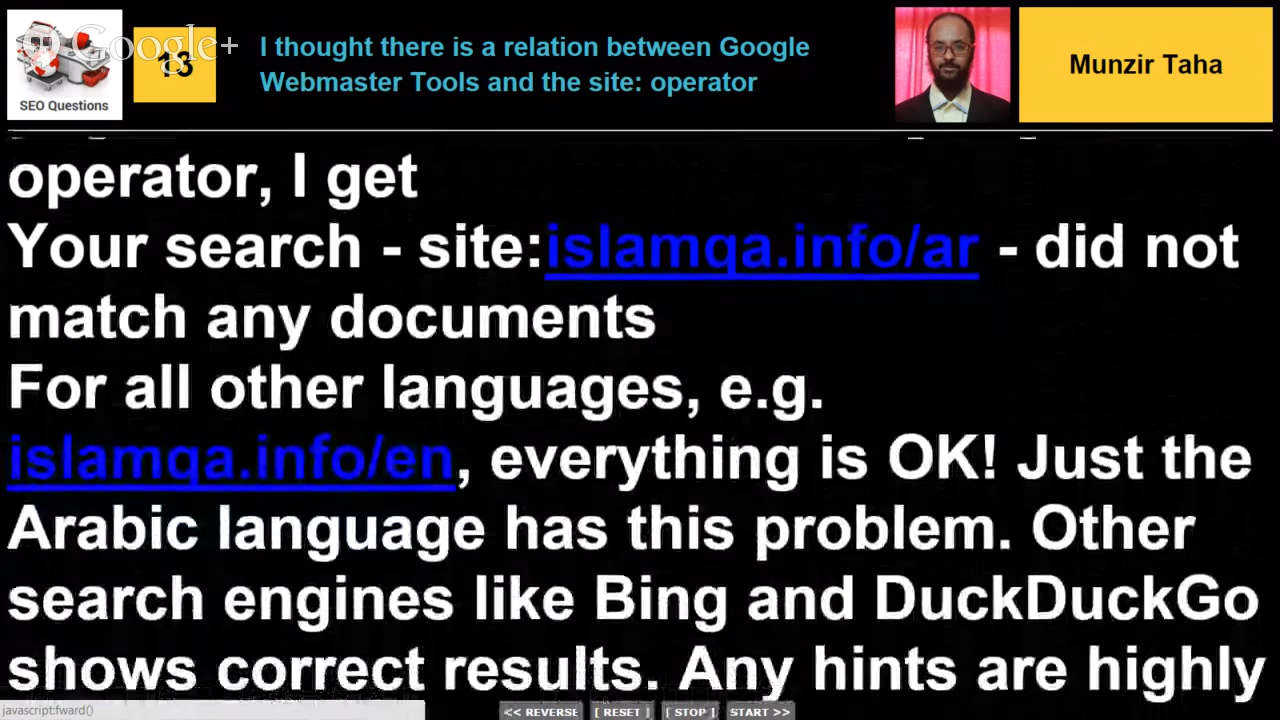 Google+
13
SEO Questions
I thought there is a relation between Google
Webmaster Tools and the site: operator
Munzir Taha
operator, I get
Your search - site:islamqa.info/ar - did not
match any documents
For all other languages, e.g.
islamqa.info/en, everything is OK! Just the
Arabic language has this problem. Other
search engines like Bing and DuckDuckGo
shows correct results. Any hints are highly
javascript:fward()
<< REVERSE
[ RESET ]
[ STOP ]
START >>